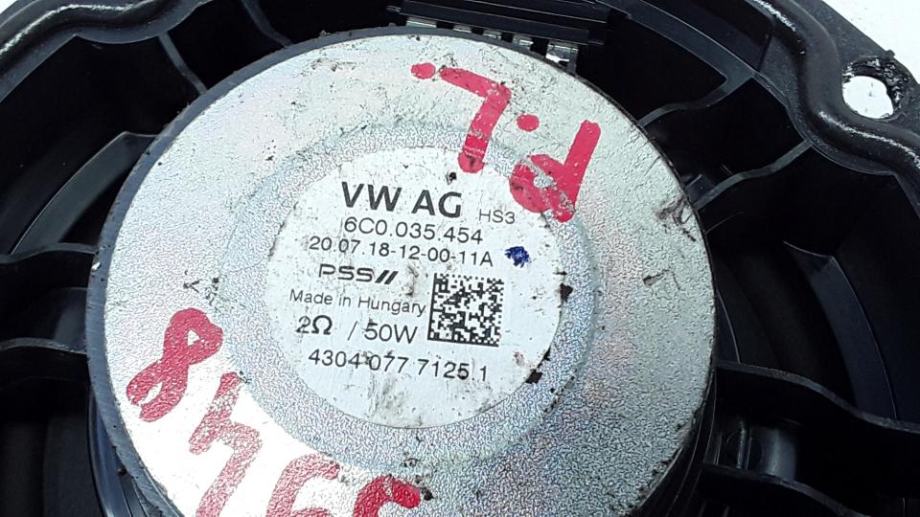 P.L.
VW AG HS3
6C0.035.454
20.07.18-12-00-11A
PSS//
Made in Hungary
2Ω / 50W
4304 077 7125.1